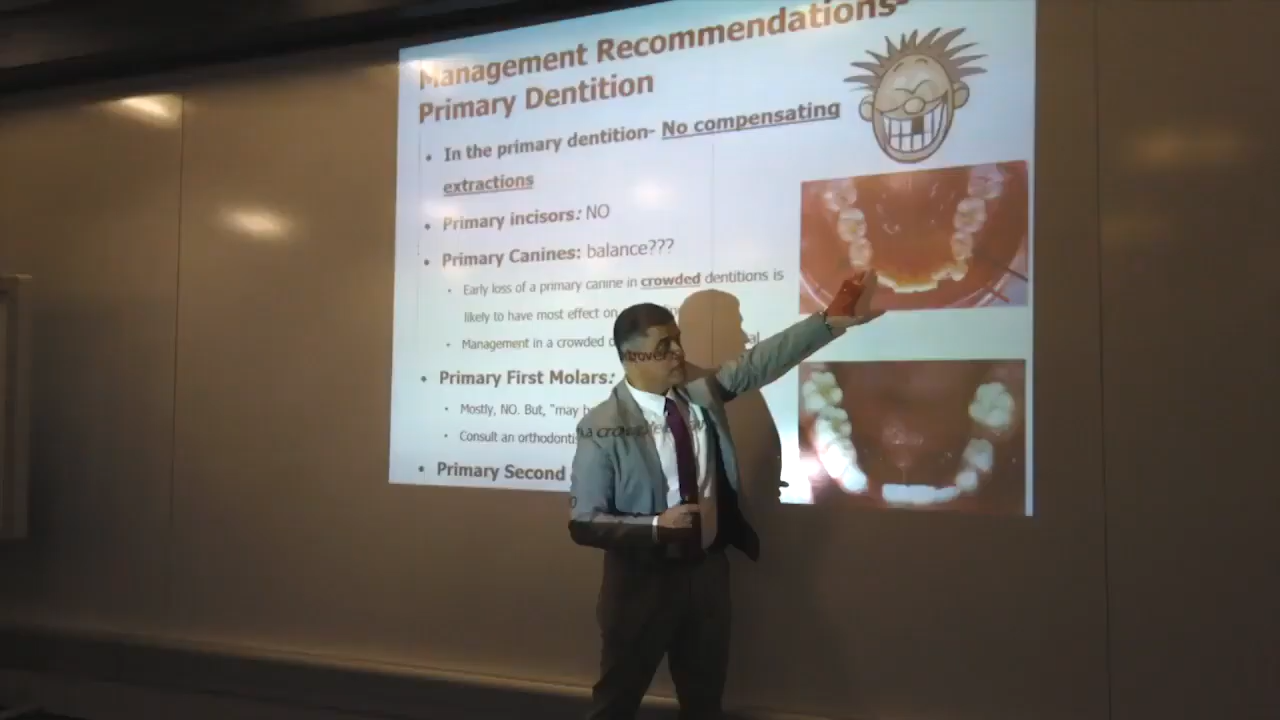 Management Recommendations-
Primary Dentition
• In the primary dentition- No compensating
extractions
• Primary incisors: NO
• Primary Canines: balance???
• Early loss of a primary canine in crowded dentitions is
likely to have most effect on
• Management in a crowded
• Primary First Molars:
• Mostly, NO. But, "may
• Consult an
• Primary Second